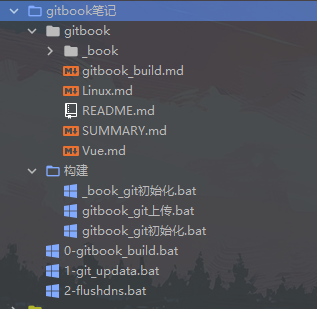 gitbook笔记
gitbook
_book
gitbook_build.md
Linux.md
README.md
SUMMARY.md
Vue.md
构建
_book_git初始化.bat
gitbook_git上传.bat
gitbook_git初始化.bat
0-gitbook_build.bat
1-git_updata.bat
2-flushdns.bat